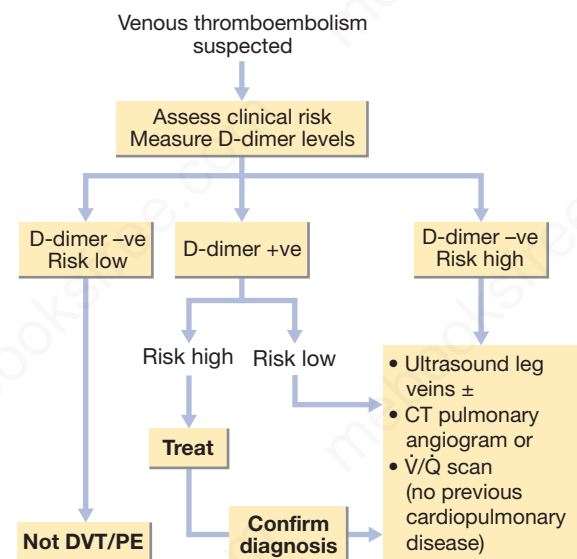 Venous thromboembolism
suspected
Assess clinical risk
Measure D-dimer levels
D-dimer –ve
Risk low
D-dimer +ve
D-dimer –ve
Risk high
Risk high
Risk low
• Ultrasound leg
veins ±
• CT pulmonary
angiogram or
• V̇/Q̇ scan
(no previous
cardiopulmonary
disease)
Treat
Confirm
diagnosis
Not DVT/PE